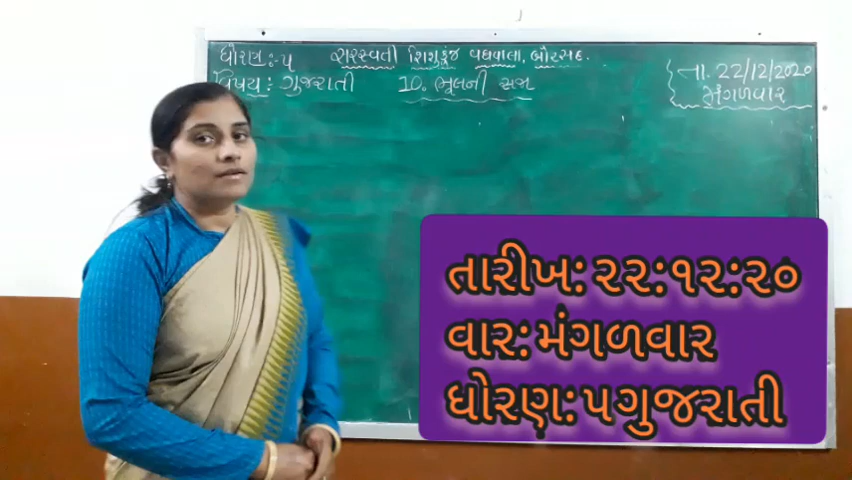 ધોરણ:-૫ સરસ્વતી શિશુકુંજ વઘવાલા, બોરસદ.
વિષય: ગુજરાતી 10. ભૂલની સજા
તા. 22/12/2020
મંગળવાર
તારીખ:૨૨:૧૨:૨૦
વાર:મંગળવાર
ધોરણ:૫ગુજરાતી